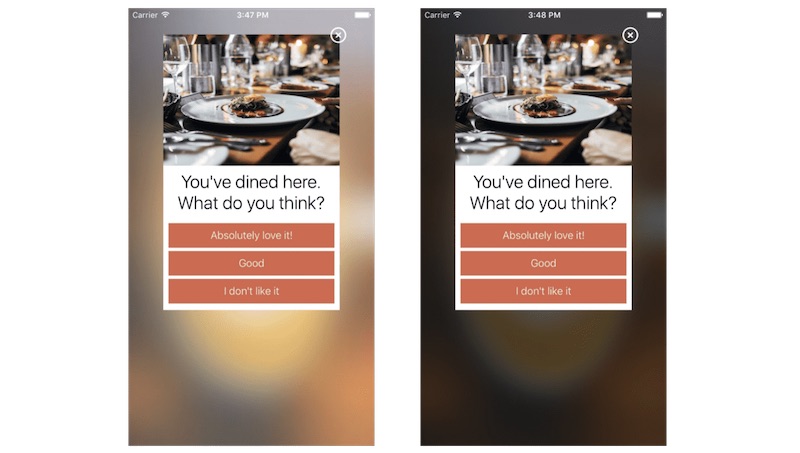 Carrier 3:47 PM
You've dined here.
What do you think?
Absolutely love it!
Good
I don't like it
Carrier 3:48 PM
You've dined here.
What do you think?
Absolutely love it!
Good
I don't like it